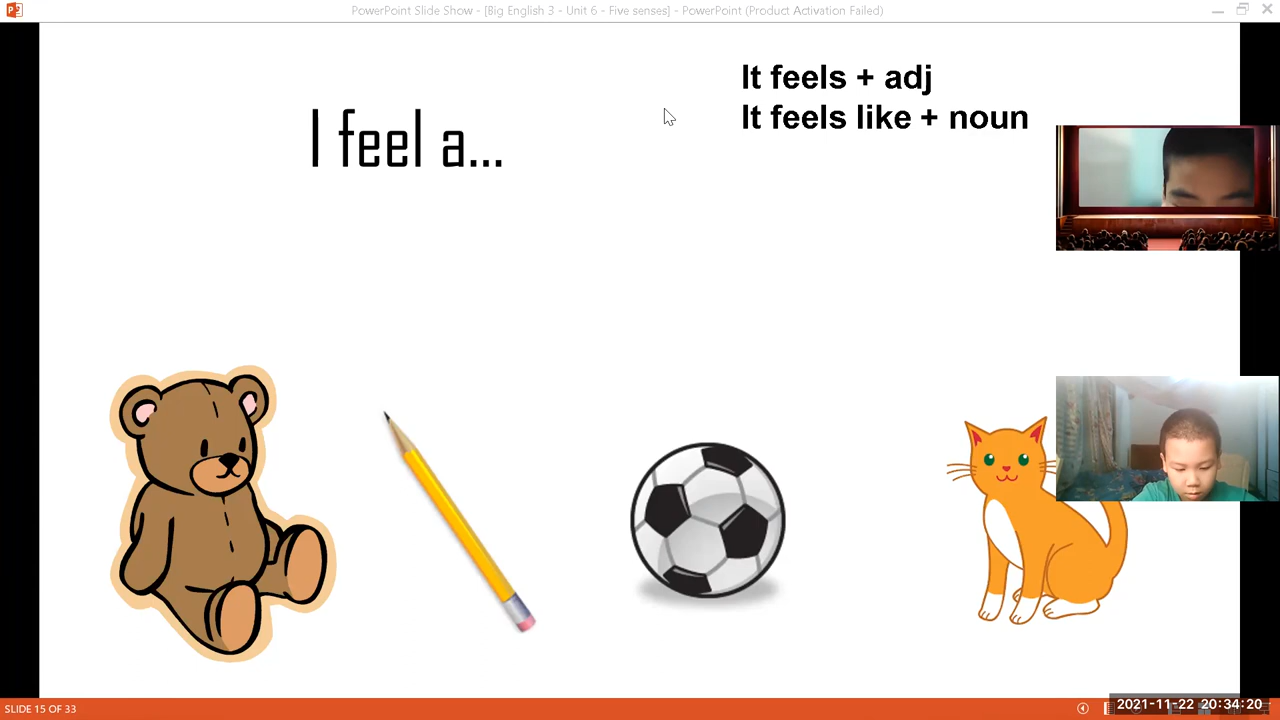 PowerPoint Slide Show - [Big English 3 - Unit 6 - Five senses] - PowerPoint (Product Activation Failed)
It feels + adj
It feels like + noun
I feel a...
SLIDE 15 OF 33
2021-11-22 20:34:20